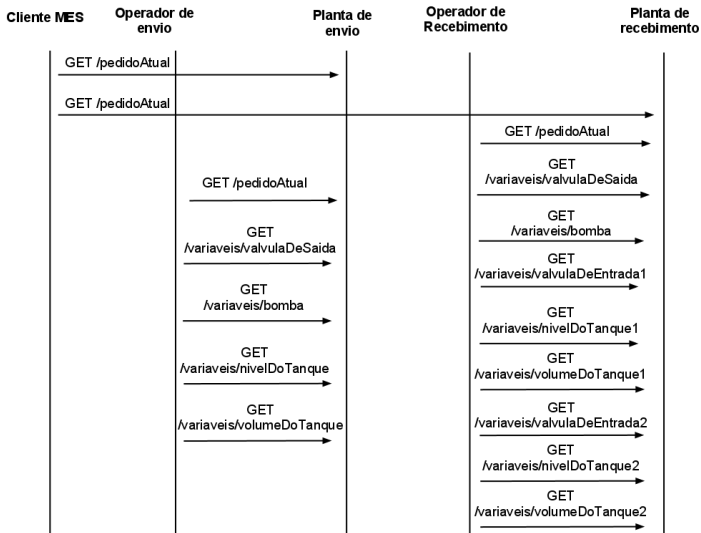 Cliente MES
Operador de
envio
Planta de
envio
Operador de
Recebimento
Planta de
recebimento
GET /pedidoAtual
GET /pedidoAtual
GET /pedidoAtual
GET
/variaveis/valvulaDeSaida
GET /pedidoAtual
GET
/variaveis/bomba
GET
/variaveis/valvulaDeSaida
GET
/variaveis/valvulaDeEntrada1
GET
/variaveis/bomba
GET
/variaveis/nivelDoTanque1
GET
/variaveis/nivelDoTanque
GET
/variaveis/volumeDoTanque1
GET
/variaveis/volumeDoTanque
GET
/variaveis/valvulaDeEntrada2
GET
/variaveis/nivelDoTanque2
GET
/variaveis/volumeDoTanque2